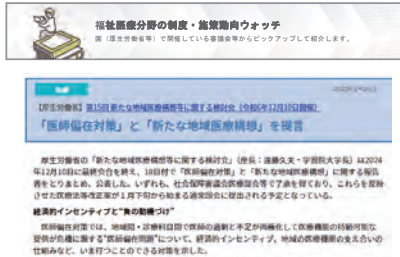 福祉医療分野の制度・施策動向ウォッチ
国（厚生労働省等）で開催している審議会等からピックアップして紹介します。
【厚生労働省】第15回 新たな地域医療構想等に関する検討会（令和6年12月10日開催）
「医師偏在対策」と「新たな地域医療構想」を提言
厚生労働省の「新たな地域医療構想等に関する検討会」（座長：遠藤久夫・学習院大学長）は2024
年12月10日に最終会合を終え、18日付で「医師偏在対策」と「新たな地域医療構想」に関する報告
書をとりまとめ、公表した。いずれも、社会保障審議会医療部会等で了承を得ており、これらを反映
させた医療法等改正案が1月下旬から始まる通常国会に提出される予定となっている。
経済的インセンティブと“負の動機づけ”
医師偏在対策では、地域間・診療科目間で医師の過剰と不足が両極化して医療機能の持続可能な
提供が危機に瀕する“医師偏在問題”について、経済的インセンティブ、地域の医療機関の支え合いの
仕組みなど、いま打つことのできる対策を示した。